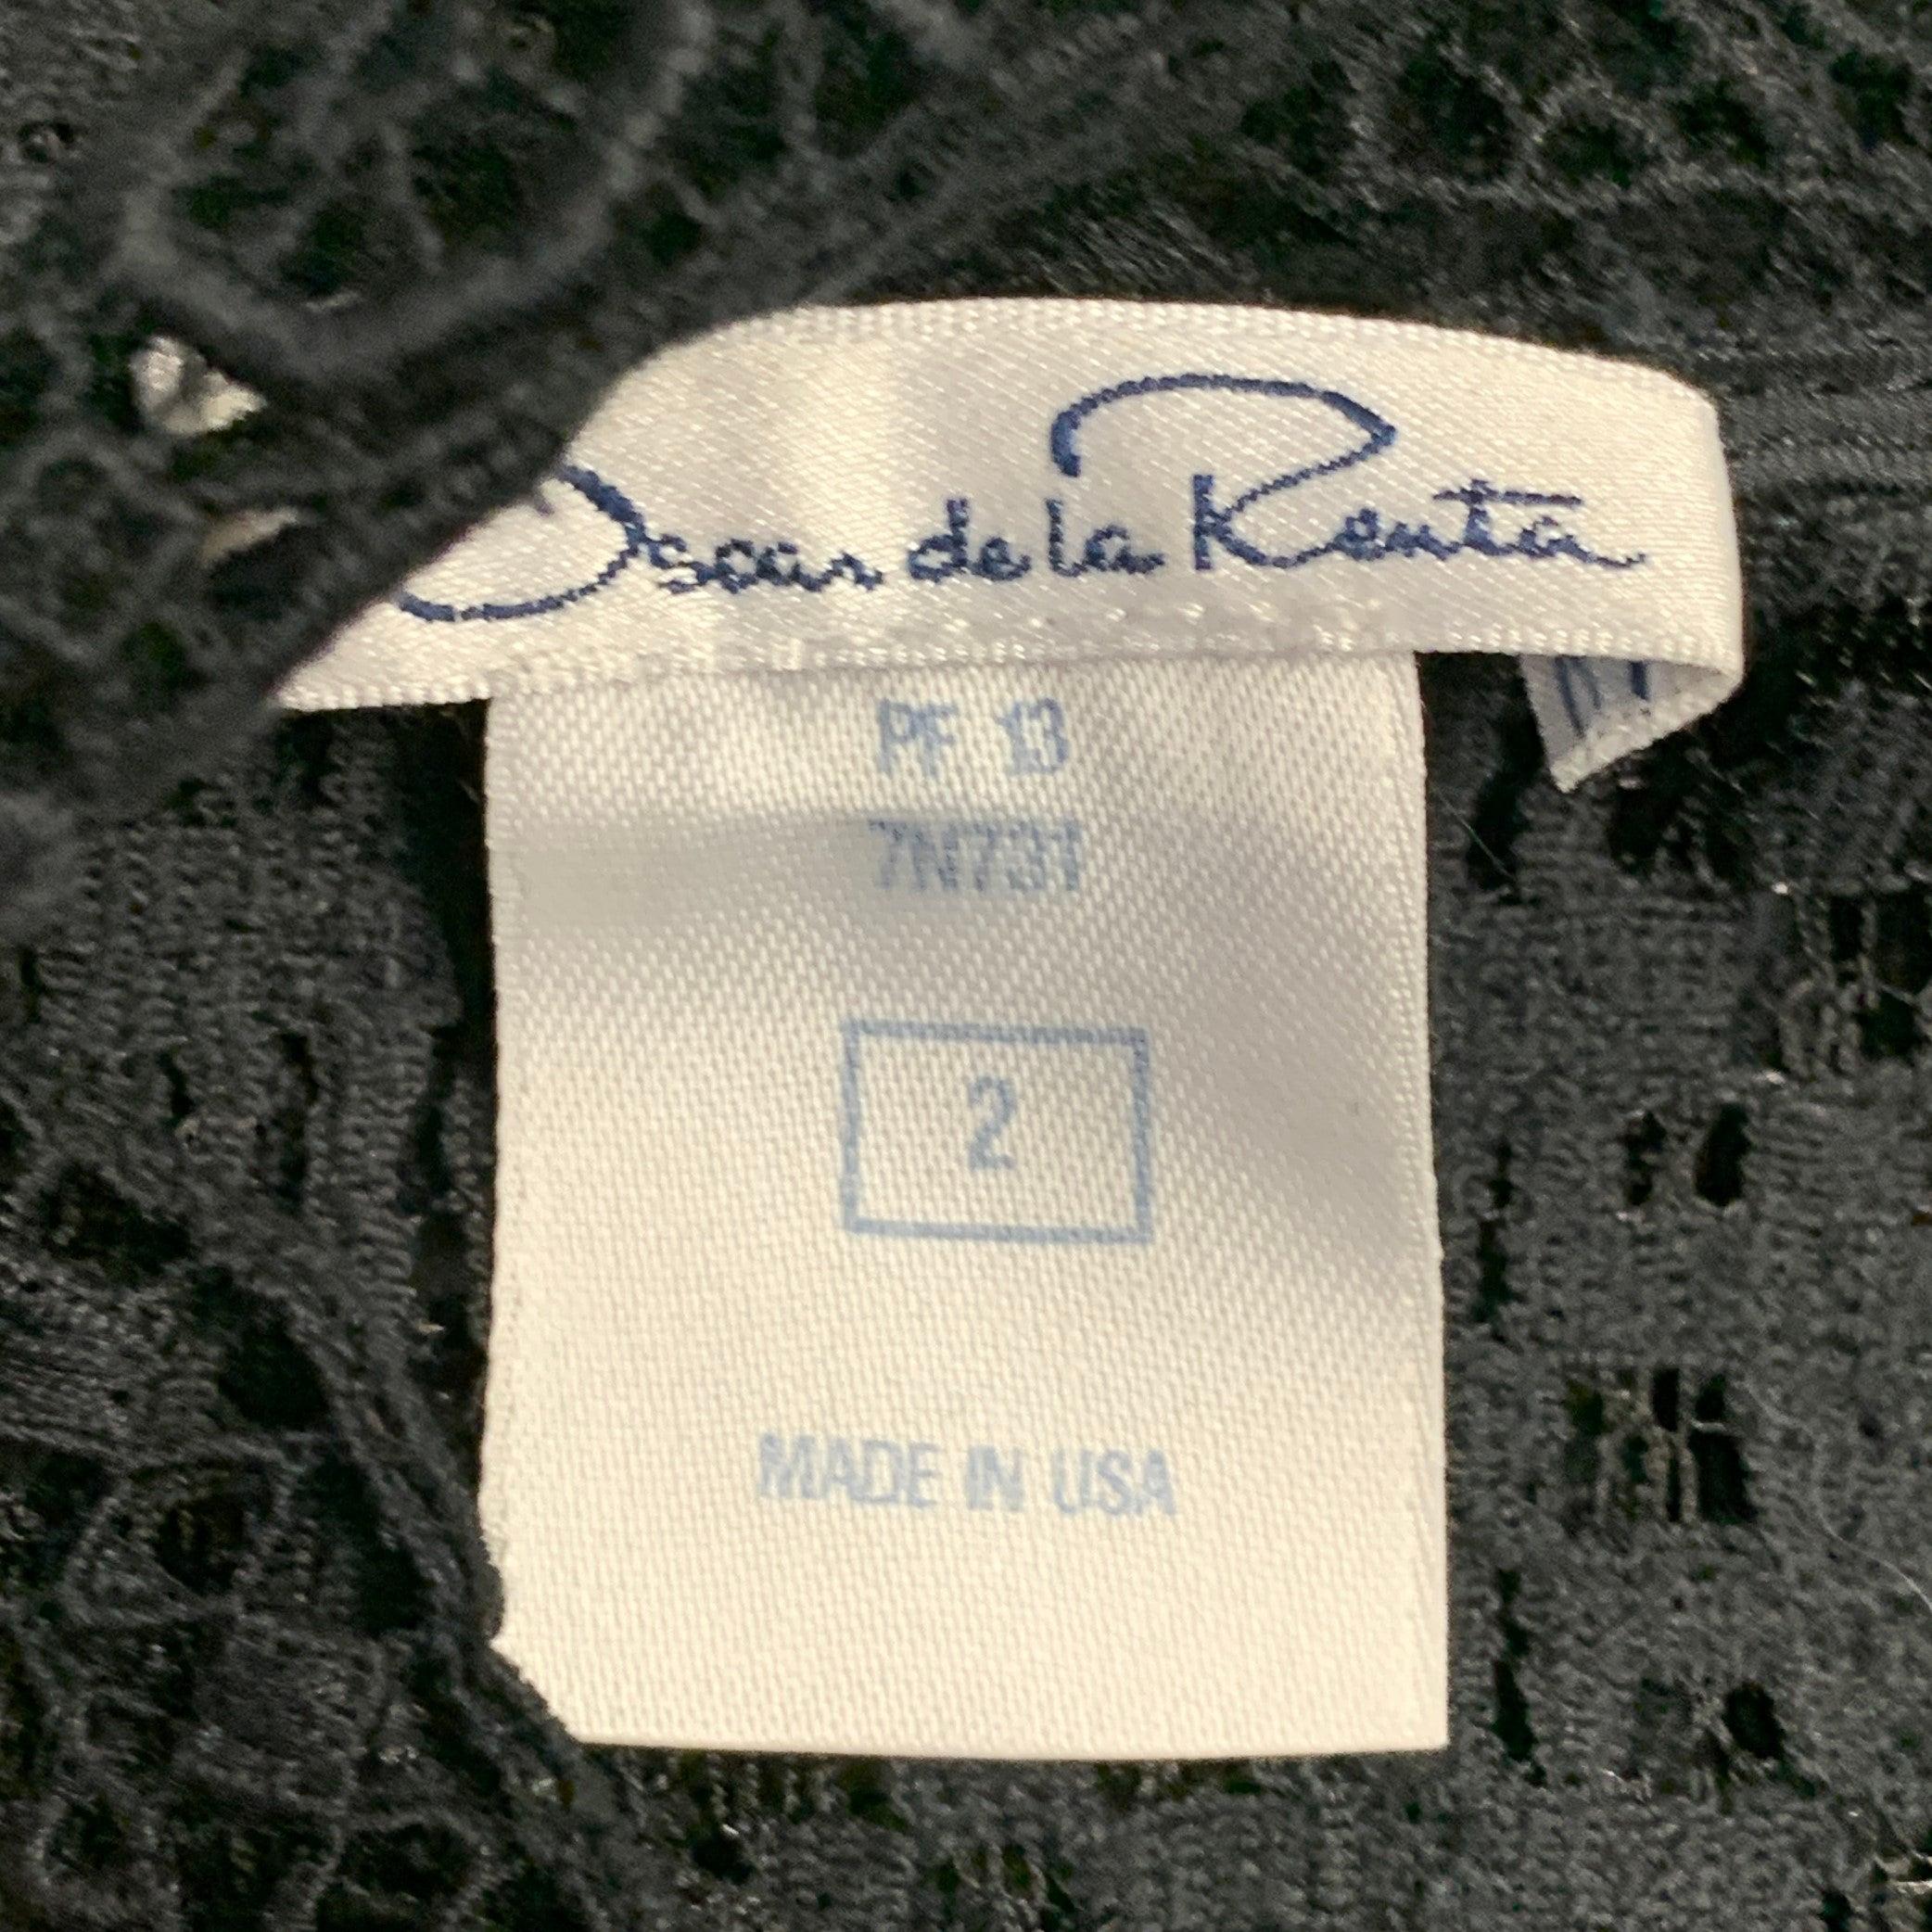 Oscar de la Renta
PF 13
7N731
2
MADE IN USA